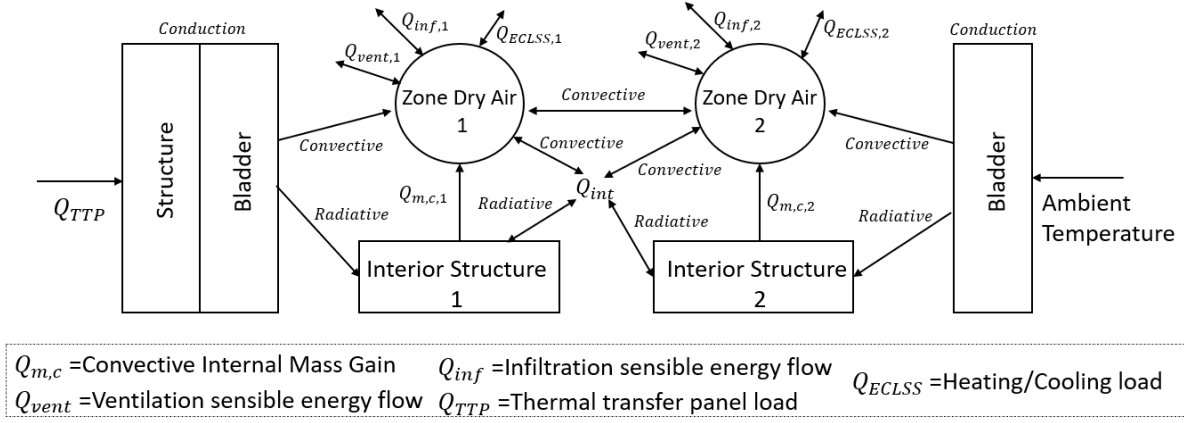 Conduction
Structure
Bladder
Q_TTP
Q_inf,1
Q_ECLSS,1
Q_vent,1
Zone Dry Air
1
Convective
Radiative
Q_m,c,1
Interior Structure
1
Convective
Convective
Radiative
Q_int
Convective
Radiative
Q_inf,2
Q_ECLSS,2
Q_vent,2
Zone Dry Air
2
Q_m,c,2
Interior Structure
2
Convective
Radiative
Conduction
Bladder
Ambient
Temperature
Q_m,c =Convective Internal Mass Gain
Q_inf =Infiltration sensible energy flow
Q_ECLSS =Heating/Cooling load
Q_vent =Ventilation sensible energy flow
Q_TTP =Thermal transfer panel load